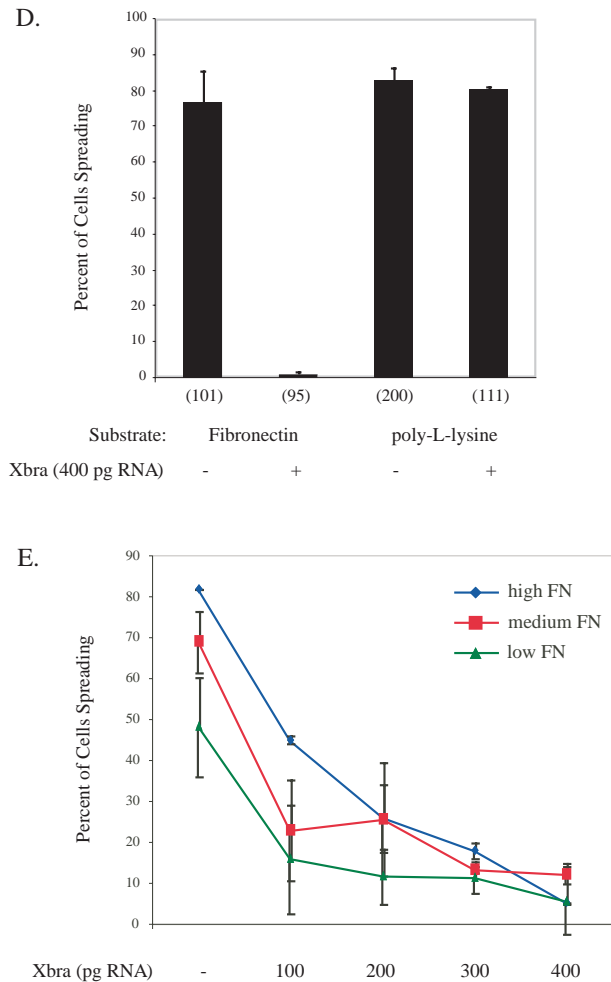 D.
100
90
80
70
60
50
40
30
20
10
0
Percent of Cells Spreading
(101) (95) (200) (111)
Substrate: Fibronectin poly-L-lysine
Xbra (400 pg RNA) - + - +
E.
90
80
70
60
50
40
30
20
10
0
Percent of Cells Spreading
high FN
medium FN
low FN
Xbra (pg RNA) - 100 200 300 400